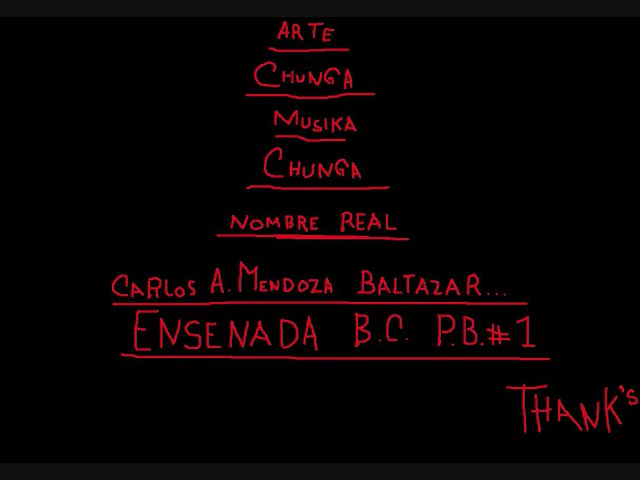 ARTE
CHUNGA
MUSIKA
CHUNGA
NOMBRE REAL
CARLOS A. MENDOZA BALTAZAR...
ENSENADA B.C. P.B.#1
THANK'S